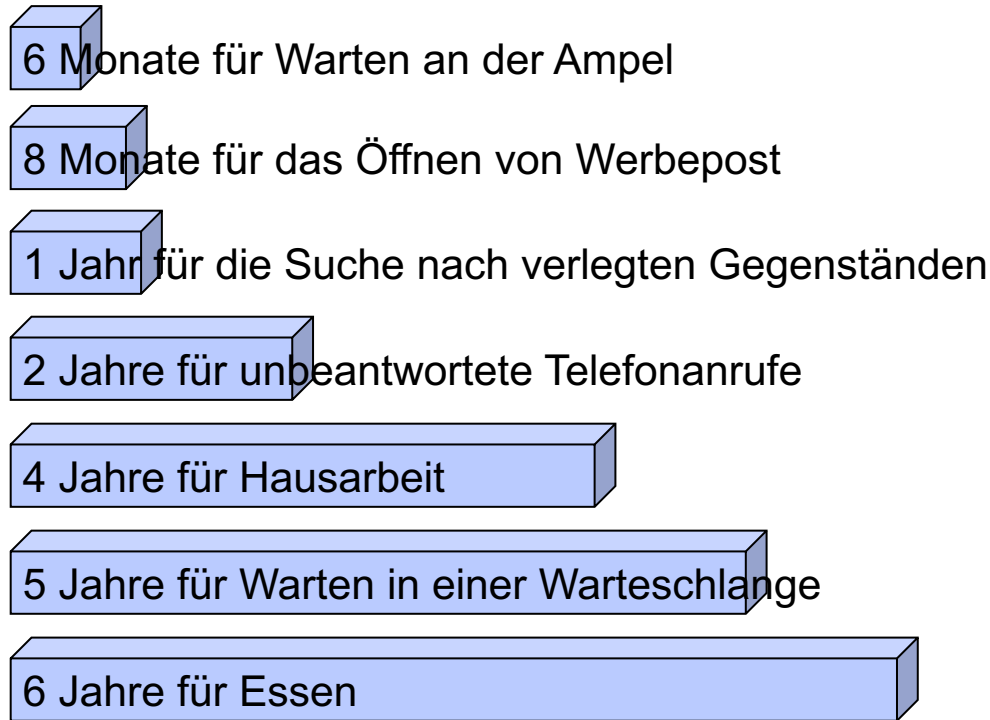 6 Monate für Warten an der Ampel
8 Monate für das Öffnen von Werbepost
1 Jahr für die Suche nach verlegten Gegenständen
2 Jahre für unbeantwortete Telefonanrufe
4 Jahre für Hausarbeit
5 Jahre für Warten in einer Warteschlange
6 Jahre für Essen